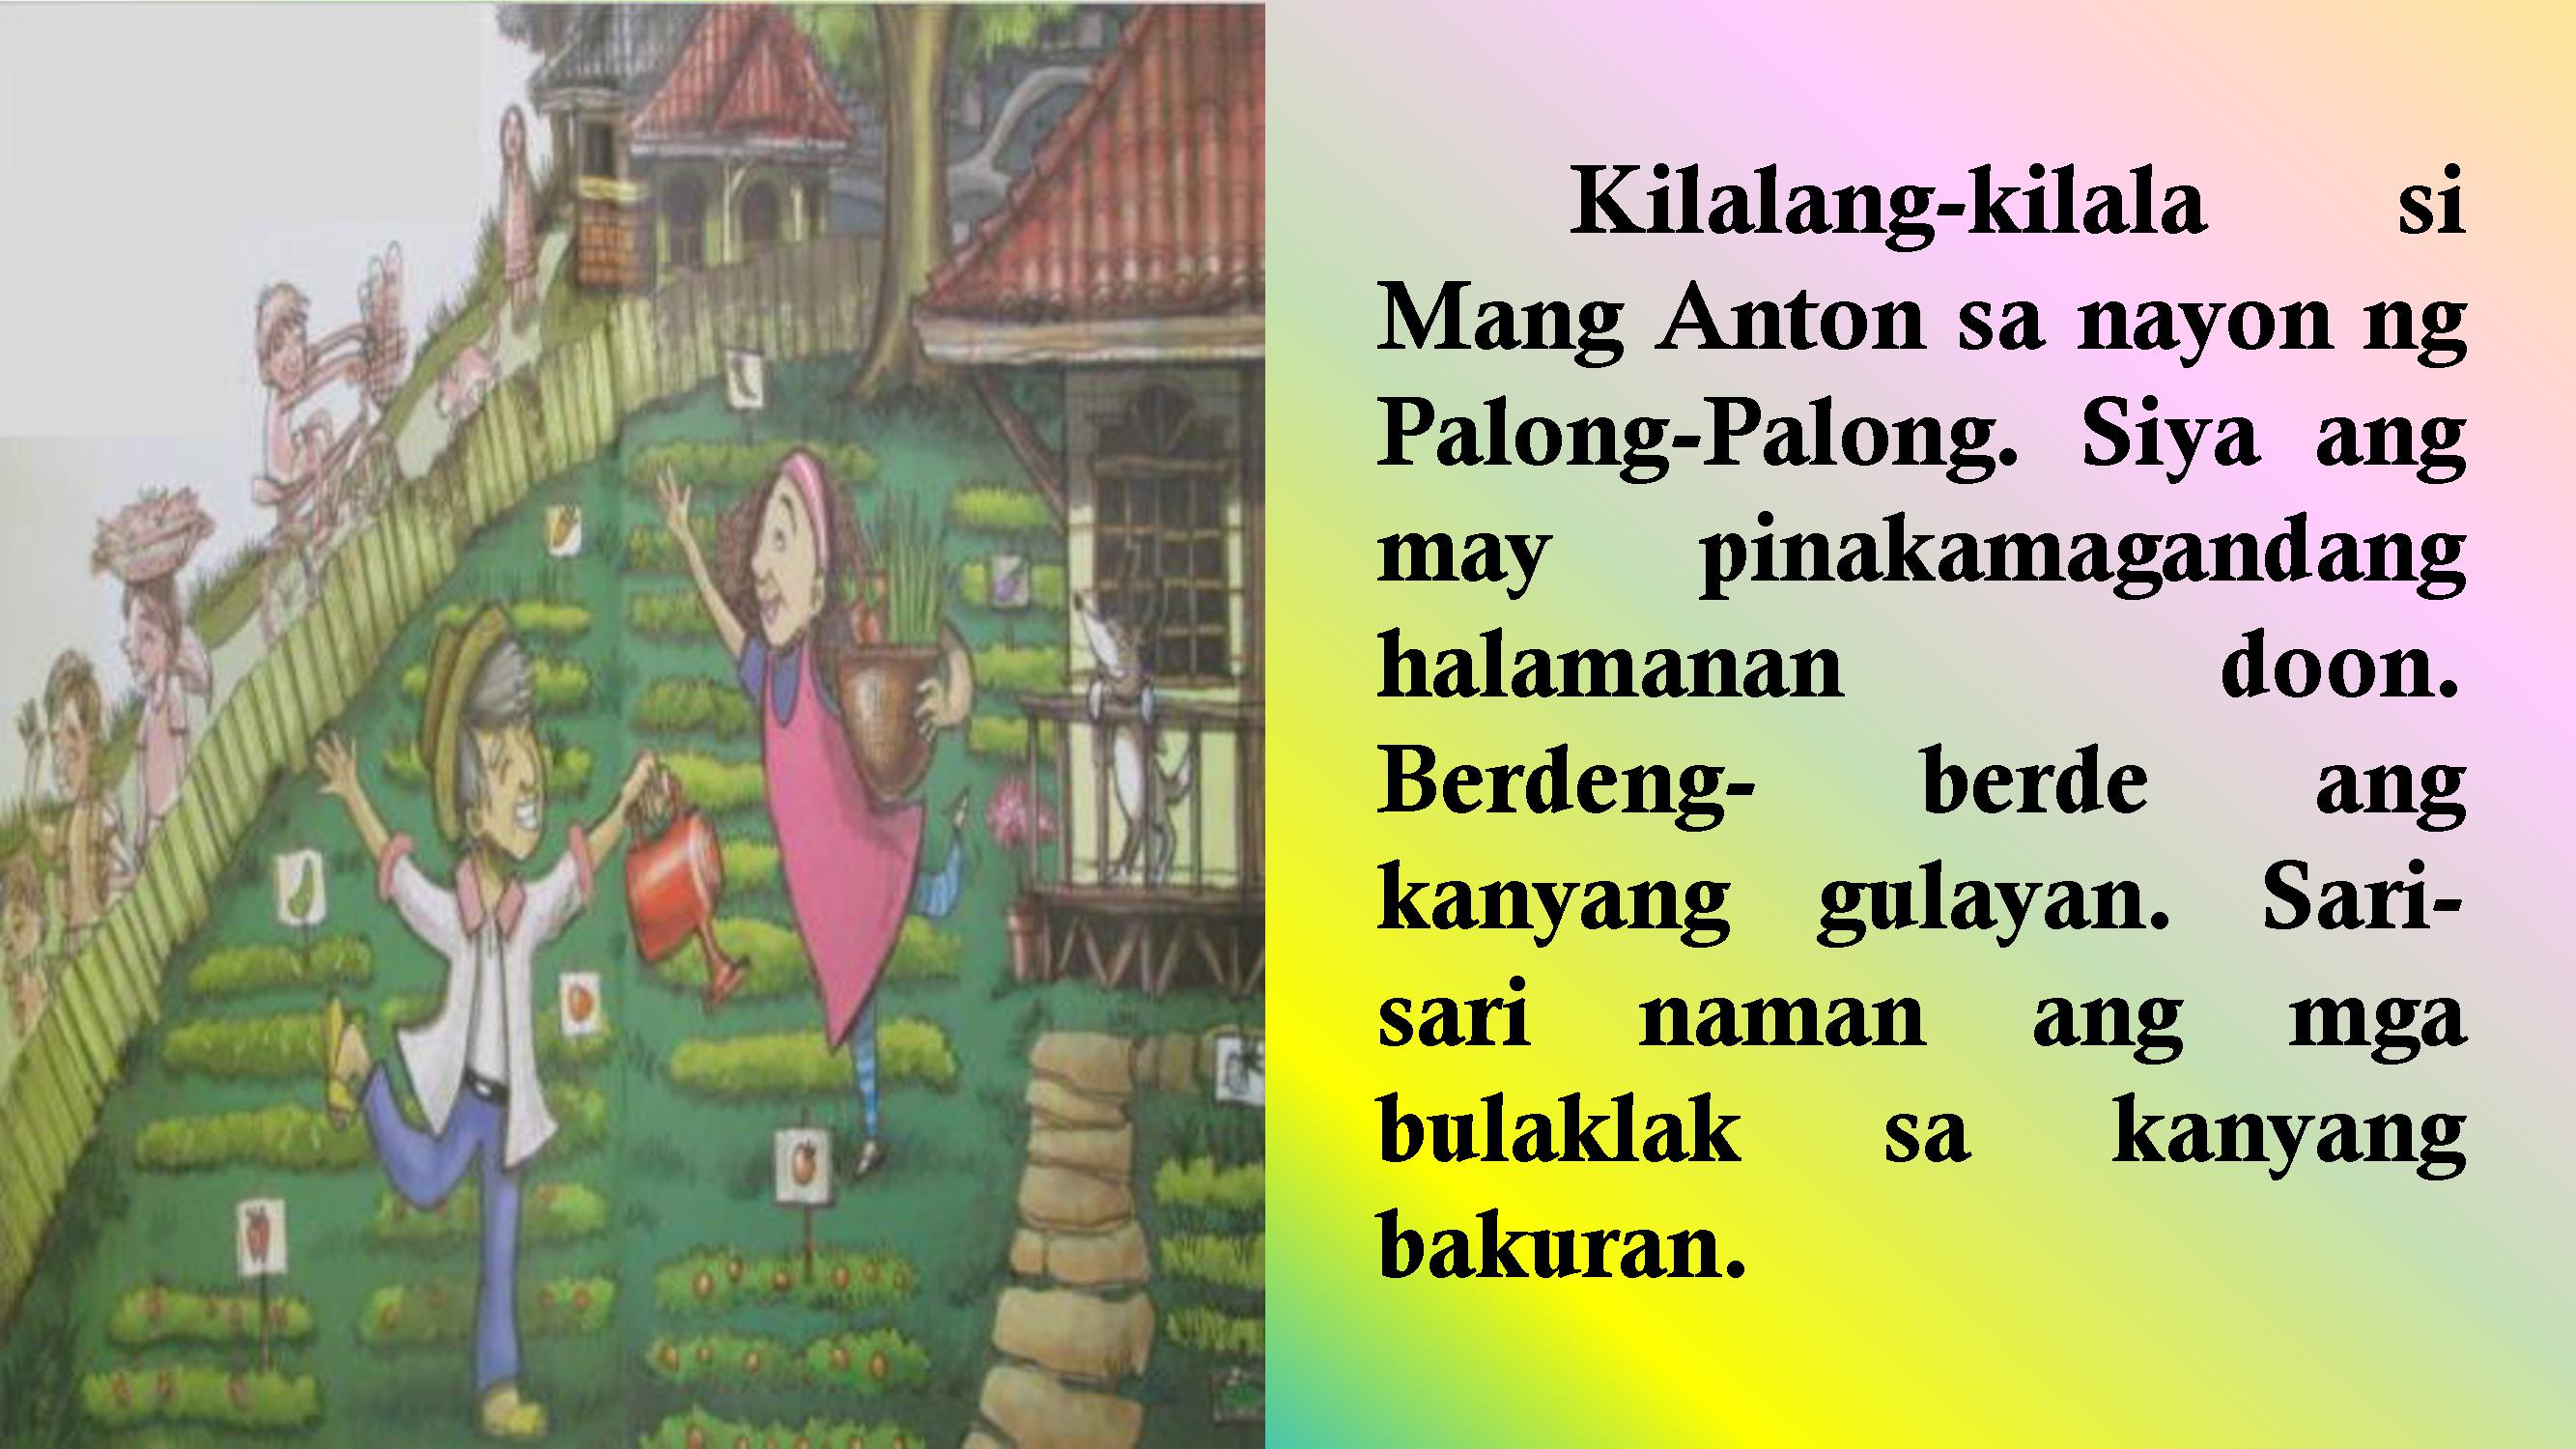 Kilalang-kilala si
Mang Anton sa nayon ng
Palong-Palong. Siya ang
may pinakamagandang
halamanan doon.
Berdeng- berde ang
kanyang gulayan. Sari-
sari naman ang mga
bulaklak sa kanyang
bakuran.